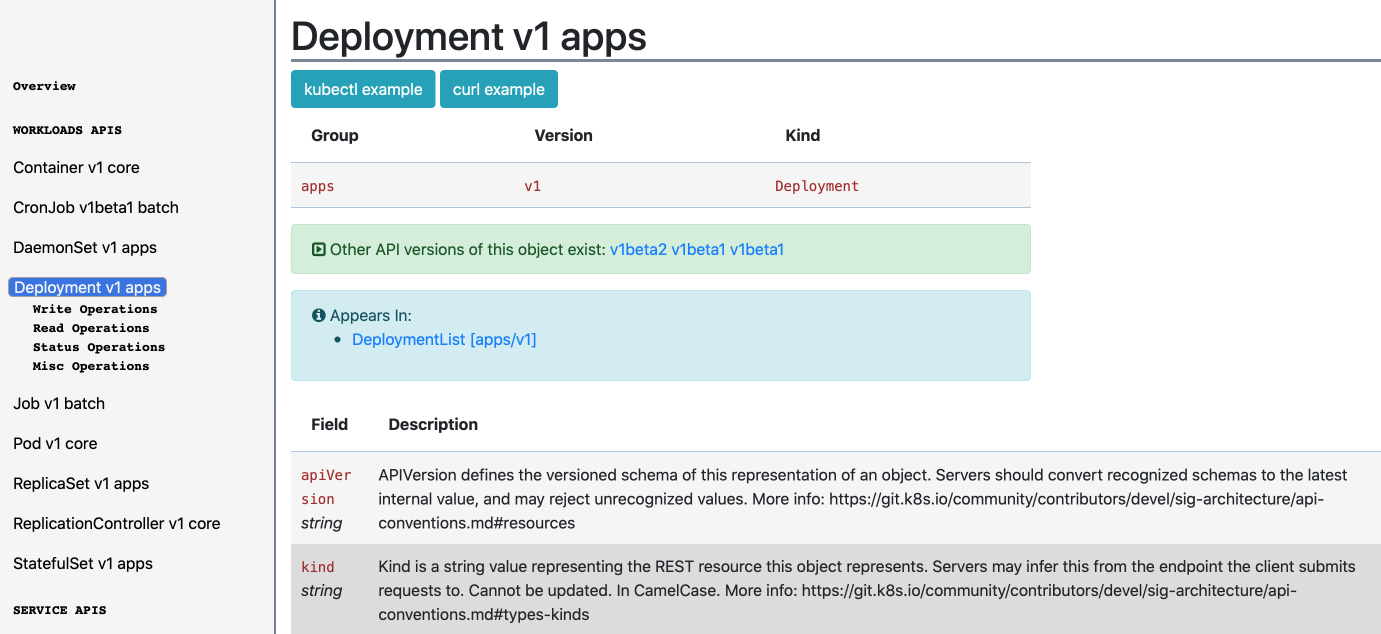 Overview
WORKLOADS APIS
Container v1 core
CronJob v1beta1 batch
DaemonSet v1 apps
Deployment v1 apps
Write Operations
Read Operations
Status Operations
Misc Operations
Job v1 batch
Pod v1 core
ReplicaSet v1 apps
ReplicationController v1 core
StatefulSet v1 apps
SERVICE APIS
Deployment v1 apps
kubectl example curl example
Group Version Kind
apps v1 Deployment
Other API versions of this object exist: v1beta2 v1beta1 v1beta1
Appears In:
• DeploymentList [apps/v1]
Field Description
apiVer
sion
string
APIVersion defines the versioned schema of this representation of an object. Servers should convert recognized schemas to the latest
internal value, and may reject unrecognized values. More info: https://git.k8s.io/community/contributors/devel/sig-architecture/api-
conventions.md#resources
kind
string
Kind is a string value representing the REST resource this object represents. Servers may infer this from the endpoint the client submits
requests to. Cannot be updated. In CamelCase. More info: https://git.k8s.io/community/contributors/devel/sig-architecture/api-
conventions.md#types-kinds